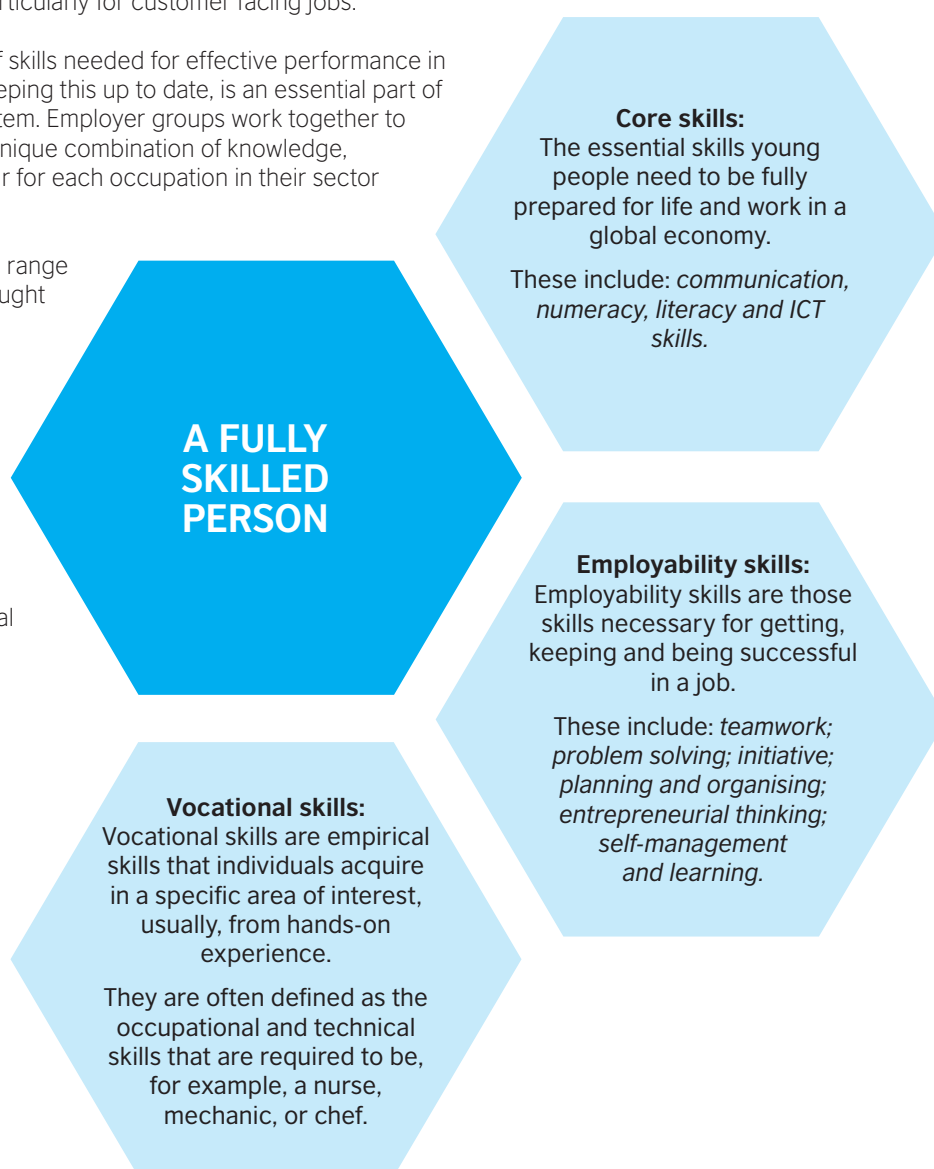 rticularly for customer facing jobs.
f skills needed for effective performance in
eping this up to date, is an essential part of
tem. Employer groups work together to
nique combination of knowledge,
r for each occupation in their sector
range
ught
al
A FULLY
SKILLED
PERSON
Core skills:
The essential skills young
people need to be fully
prepared for life and work in a
global economy.
These include: communication,
numeracy, literacy and ICT
skills.
Employability skills:
Employability skills are those
skills necessary for getting,
keeping and being successful
in a job.
These include: teamwork;
problem solving; initiative;
planning and organising;
entrepreneurial thinking;
self-management
and learning.
Vocational skills:
Vocational skills are empirical
skills that individuals acquire
in a specific area of interest,
usually, from hands-on
experience.
They are often defined as the
occupational and technical
skills that are required to be,
for example, a nurse,
mechanic, or chef.